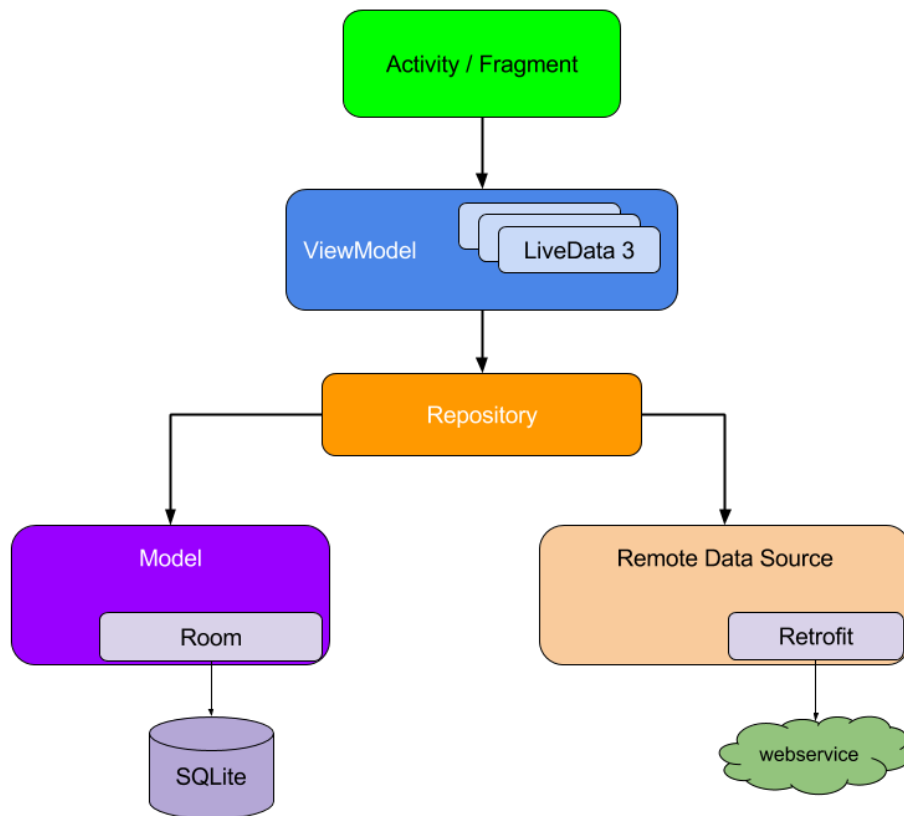 Activity / Fragment
ViewModel
LiveData 3
Repository
Model
Remote Data Source
Room
Retrofit
SQLite
webservice